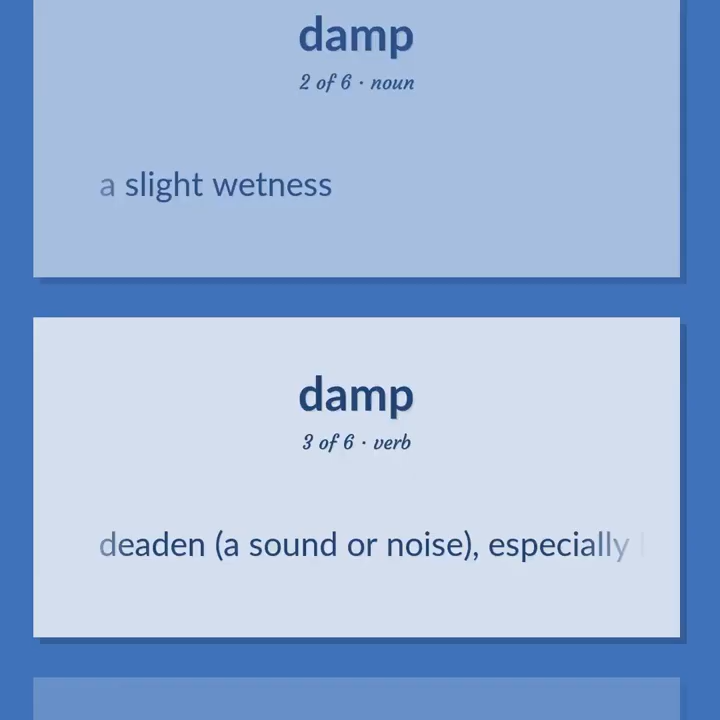 damp
2 of 6 · noun
a slight wetness
damp
3 of 6 · verb
deaden (a sound or noise), especially